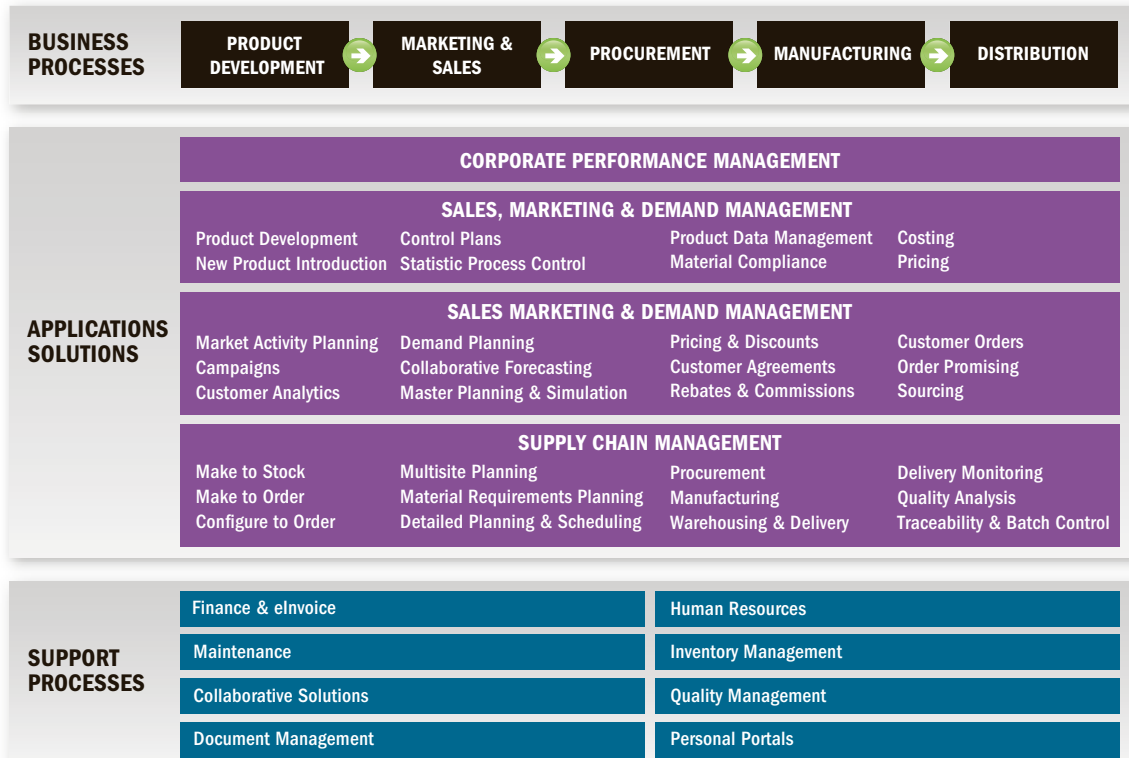 BUSINESS
PROCESSES
PRODUCT
DEVELOPMENT
MARKETING &
SALES
PROCUREMENT
MANUFACTURING
DISTRIBUTION
APPLICATIONS
SOLUTIONS
CORPORATE PERFORMANCE MANAGEMENT
SALES, MARKETING & DEMAND MANAGEMENT
Product Development
New Product Introduction
Control Plans
Statistic Process Control
Product Data Management
Material Compliance
Costing
Pricing
SALES MARKETING & DEMAND MANAGEMENT
Market Activity Planning
Campaigns
Customer Analytics
Demand Planning
Collaborative Forecasting
Master Planning & Simulation
Pricing & Discounts
Customer Agreements
Rebates & Commissions
Customer Orders
Order Promising
Sourcing
SUPPLY CHAIN MANAGEMENT
Make to Stock
Make to Order
Configure to Order
Multisite Planning
Material Requirements Planning
Detailed Planning & Scheduling
Procurement
Manufacturing
Warehousing & Delivery
Delivery Monitoring
Quality Analysis
Traceability & Batch Control
SUPPORT
PROCESSES
Finance & eInvoice
Human Resources
Maintenance
Inventory Management
Collaborative Solutions
Quality Management
Document Management
Personal Portals